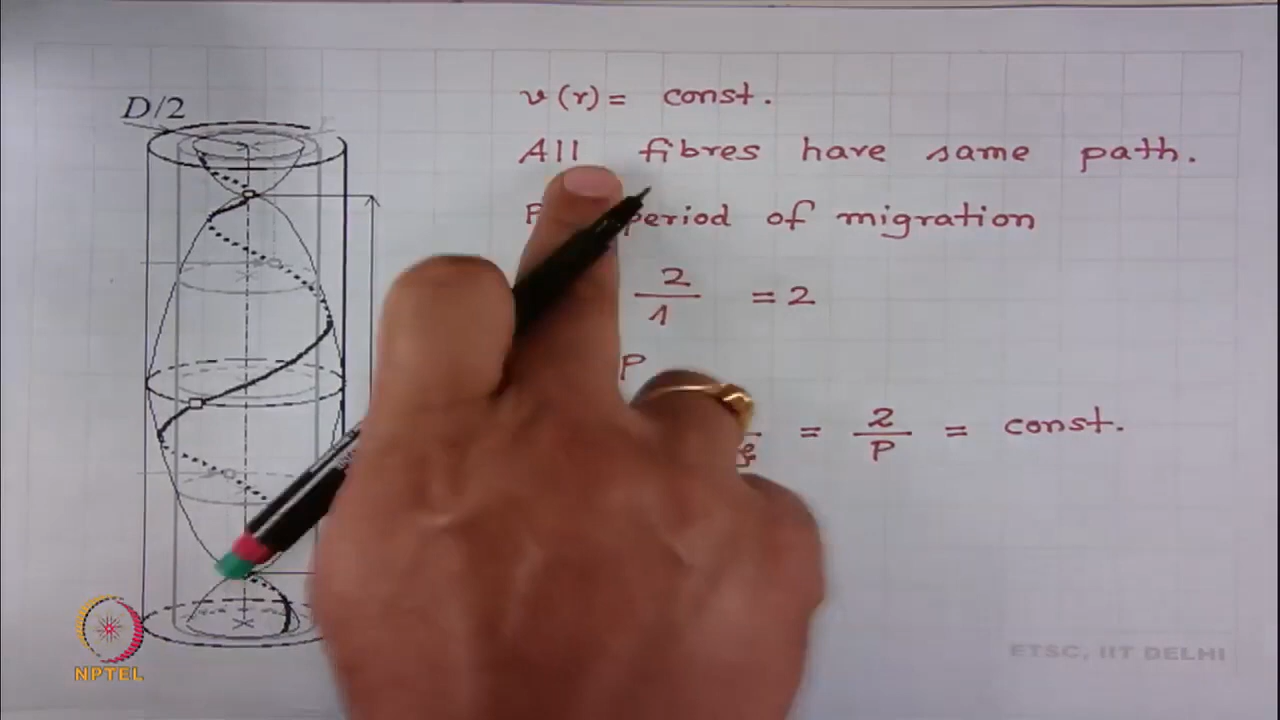 D/2
v(r) = const.
All fibres have same path.
P period of migration
2/1 = 2
P
= 2/P = const.
ETSC, IIT DELHI
NPTEL